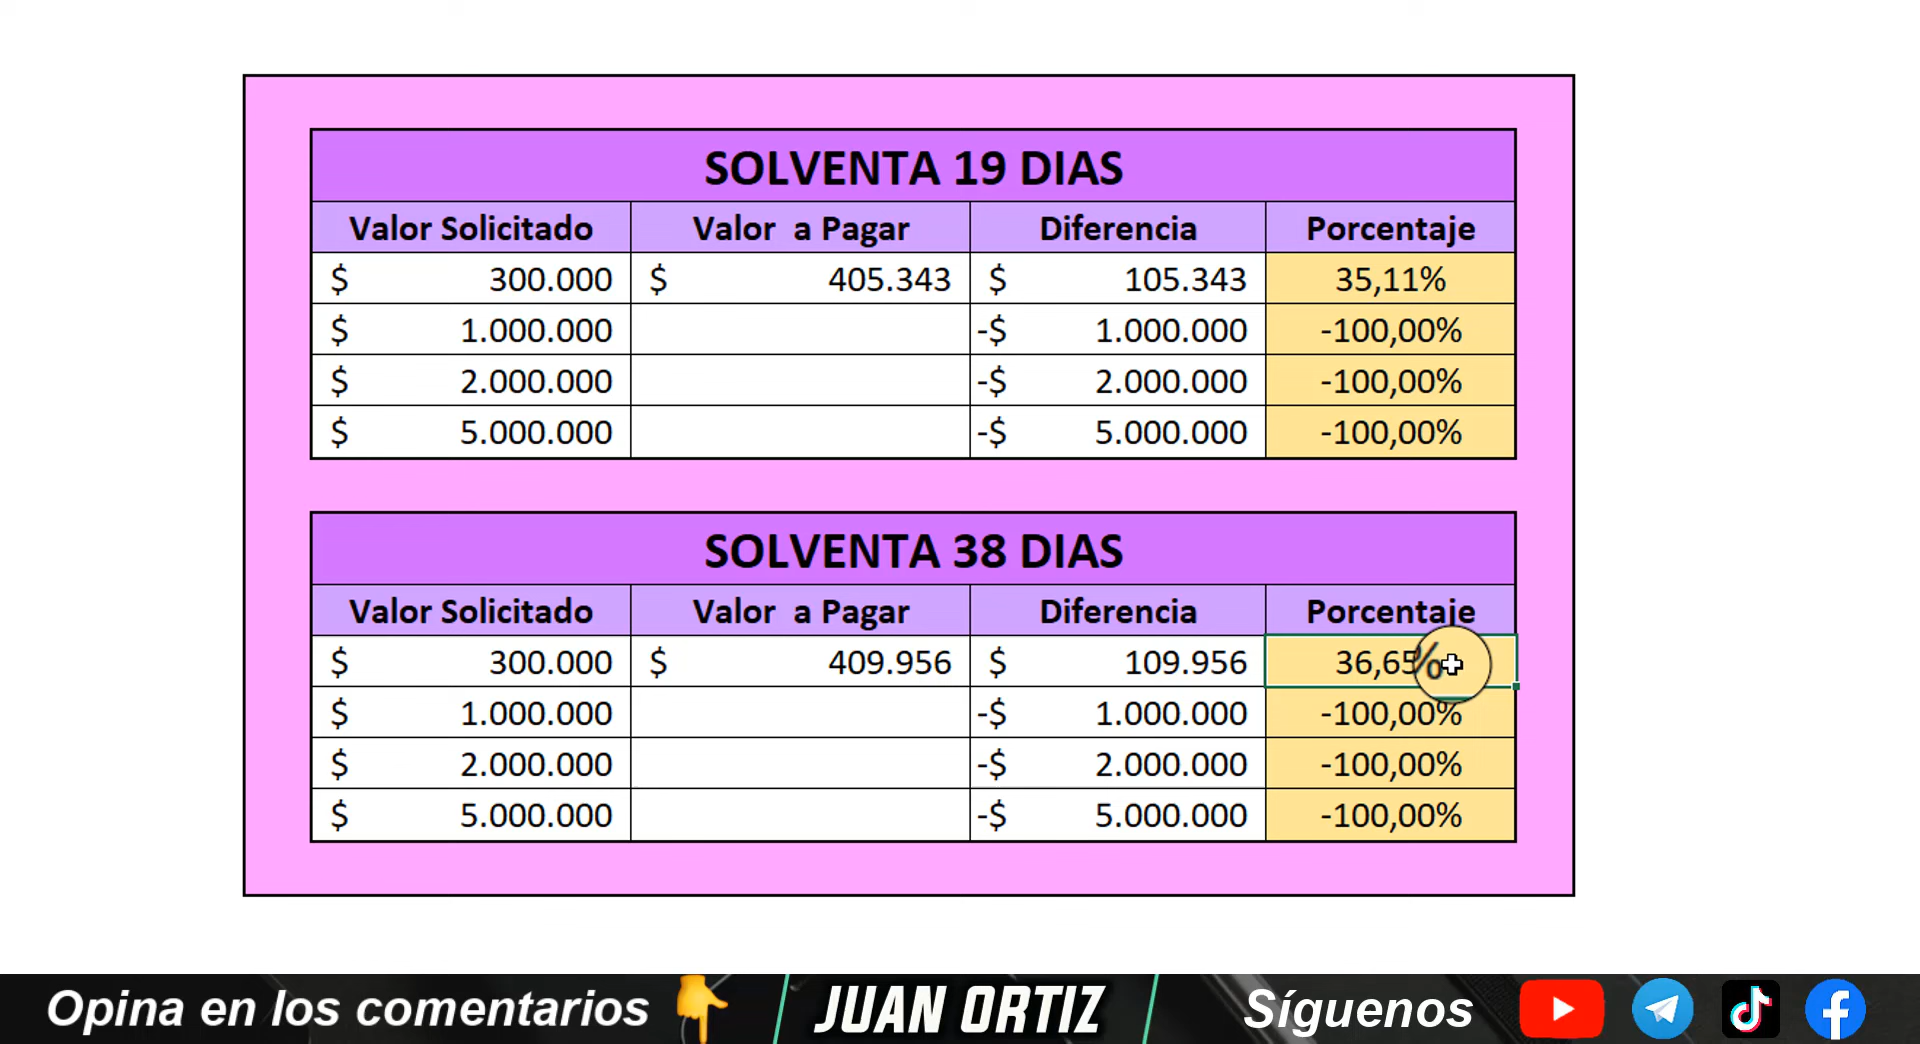 SOLVENTA 19 DIAS
Valor Solicitado Valor a Pagar Diferencia Porcentaje
$ 300.000 $ 405.343 $ 105.343 35,11%
$ 1.000.000 -$ 1.000.000 -100,00%
$ 2.000.000 -$ 2.000.000 -100,00%
$ 5.000.000 -$ 5.000.000 -100,00%
SOLVENTA 38 DIAS
Valor Solicitado Valor a Pagar Diferencia Porcentaje
$ 300.000 $ 409.956 $ 109.956 36,65%
$ 1.000.000 -$ 1.000.000 -100,00%
$ 2.000.000 -$ 2.000.000 -100,00%
$ 5.000.000 -$ 5.000.000 -100,00%
Opina en los comentarios JUAN ORTIZ Síguenos